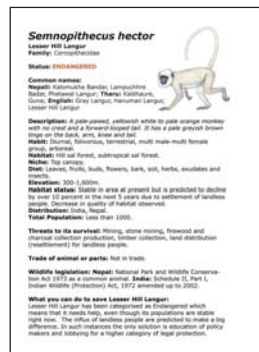 Semnopithecus hector
Lesser Hill Langur
Family: Cercopithecidae
Status: ENDANGERED
Common names:
Nepali: Kalomukhe Bandar, Lampuchhre
Badar, Phetawal Langur; Tharu: Kaldhaure,
Guna; English: Gray Langur, Hanuman Langur,
Lesser Hill Langur
Description: A pale-pawed, yellowish white to pale orange monkey
with no crest and a forward-looped tail. It has a pale greyish brown
tinge on the back, arm, knee and tail.
Habit: Diurnal, folivorous, terrestrial, multi male-multi female
group, arboreal.
Habitat: Hill sal forest, subtropical sal forest.
Niche: Top canopy.
Diet: Leaves, fruits, buds, flowers, bark, soil, herbs, exudates and
insects.
Elevation: 300-1,600m.
Habitat status: Stable in area at present but is predicted to decline
by over 10 percent in the next 5 years due to settlement of landless
people. Decrease in quality of habitat observed.
Distribution: India, Nepal.
Total Population: Less than 1000.
Threats to its survival: Mining, stone mining, firewood and
charcoal collection production, timber collection, land distribution
(resettlement) for landless people.
Trade of animal or parts: Not in trade.
Wildlife legislation: Nepal: National Park and Wildlife Conserva-
tion Act 1973 as a common animal. India: Schedule II, Part I,
Indian Wildlife (Protection) Act, 1972 amended up to 2002.
What you can do to save Lesser Hill Langur:
Lesser Hill Langur has been categorised as Endangered which
means that it needs help, even though its populations are stable
right now. The influx of landless people are predicted to make a big
difference. In such instances the only solution is education of policy
makers and lobbying for a higher category of legal protection.